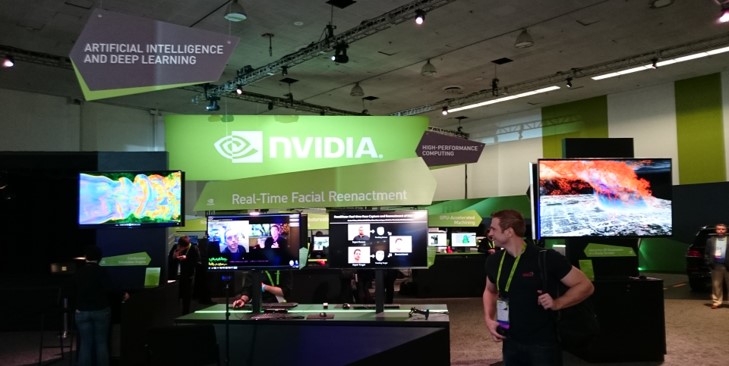 ARTIFICIAL INTELLIGENCE
AND DEEP LEARNING
NVIDIA
HIGH-PERFORMANCE
COMPUTING
Real-Time Facial Reenactment